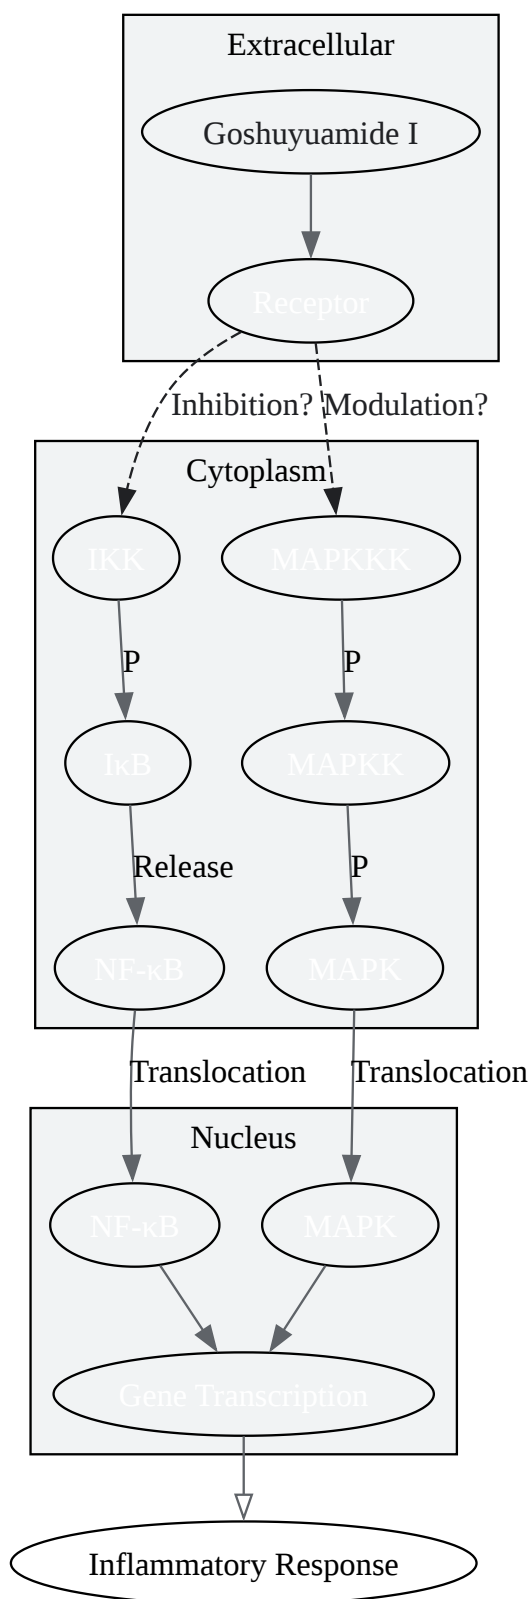 Extracellular
Goshuyuamide I
Receptor
Inhibition? Modulation?
Cytoplasm
IKK MAPKKK
P P
IκB MAPKK
Release P
NF-κB MAPK
Translocation Translocation
Nucleus
NF-κB MAPK
Gene Transcription
Inflammatory Response